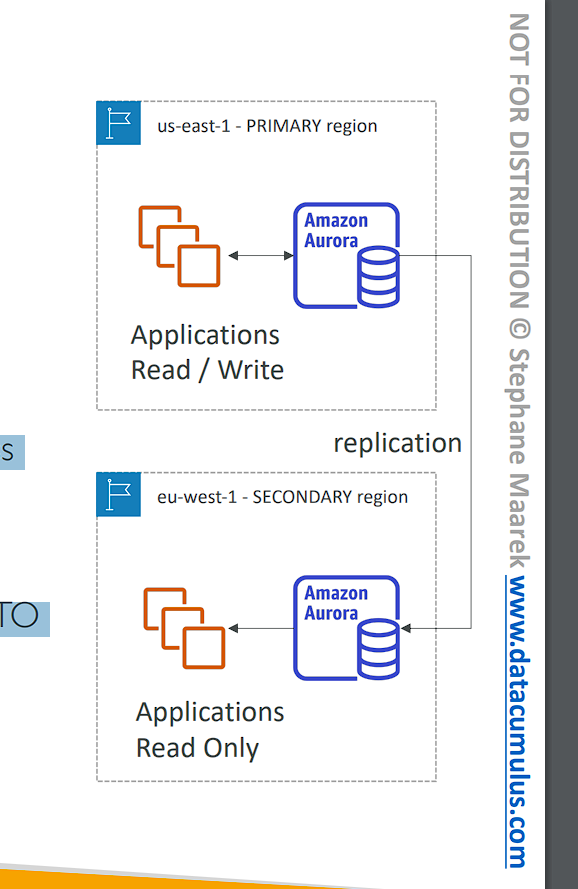 us-east-1 - PRIMARY region
Amazon
Aurora
Applications
Read / Write
replication
S
eu-west-1 - SECONDARY region
TO
Amazon
Aurora
Applications
Read Only
NOT FOR DISTRIBUTION © Stephane Maarek www.datacumulus.com